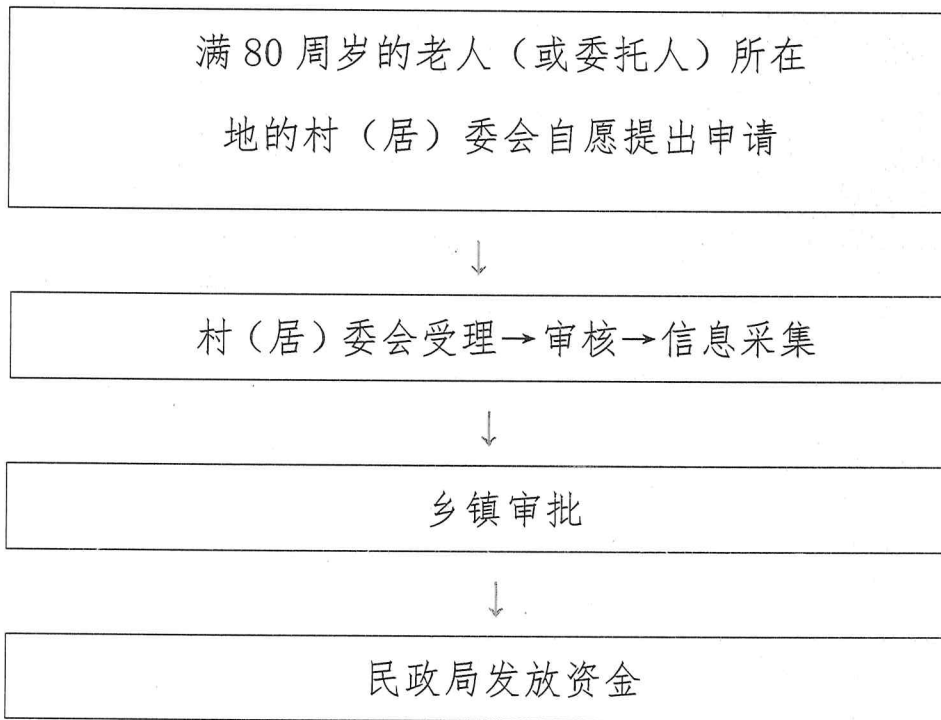 满 80 周岁的老人（或委托人）所在
地的村（居）委会自愿提出申请
↓
村（居）委会受理→审核→信息采集
↓
乡镇审批
↓
民政局发放资金